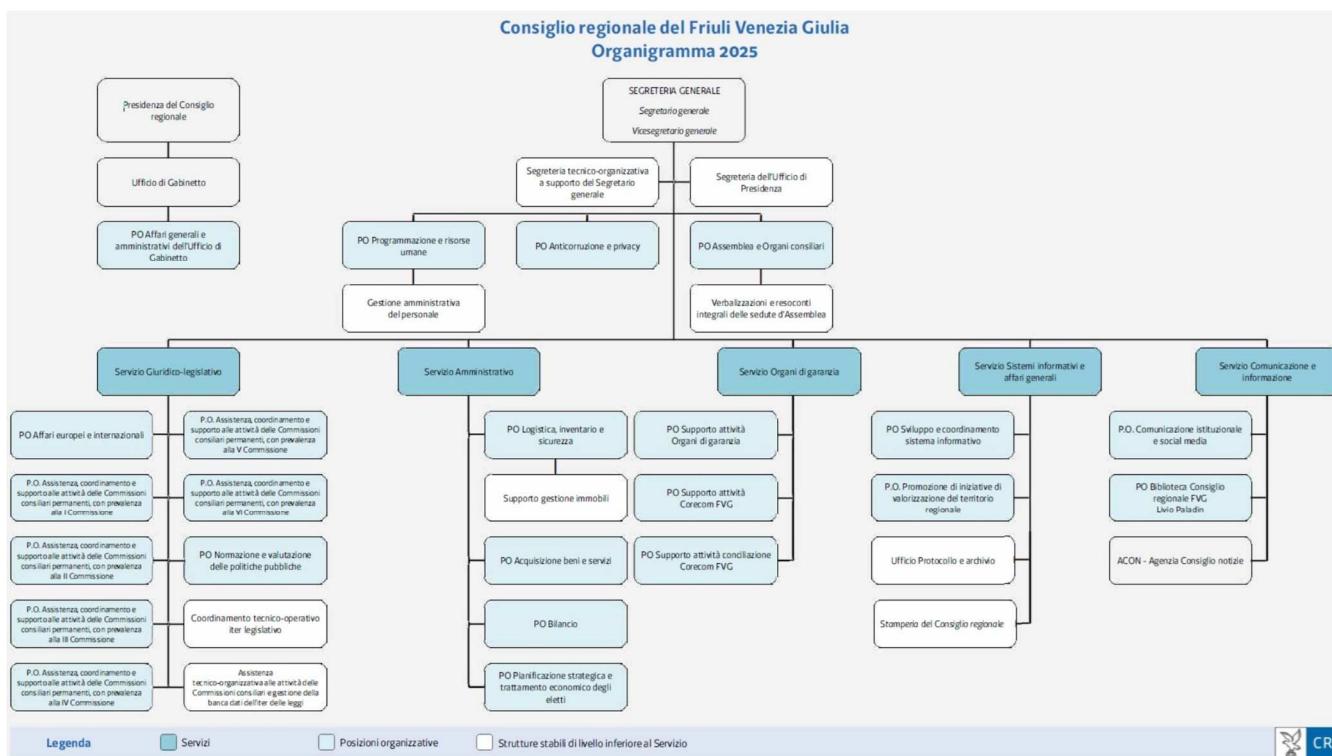 Consiglio regionale del Friuli Venezia Giulia
Organigramma 2025
Presidenza del Consiglio
regionale
Ufficio di Gabinetto
PO Affari generali e
amministrativi dell'Ufficio di
Gabinetto
SEGRETERIA GENERALE
Segretario generale
Vicesegretario generale
Segreteria tecnico-organizzativa
a supporto del Segretario
generale
Segreteria dell'Ufficio di
Presidenza
PO Programmazione e risorse
umane
PO Anticorruzione e privacy
PO Assemblea e Organi consiliari
Gestione amministrativa
del personale
Verbalizzazioni e resoconti
integrali delle sedute d'Assemblea
Servizio Giuridico-legislativo
PO Affari europei e internazionali
P.O. Assistenza, coordinamento e
supporto alle attività delle Commissioni
consiliari permanenti, con prevalenza
alla V Commissione
P.O. Assistenza, coordinamento e
supporto alle attività delle Commissioni
consiliari permanenti, con prevalenza
alla I Commissione
P.O. Assistenza, coordinamento e
supporto alle attività delle Commissioni
consiliari permanenti, con prevalenza
alla VI Commissione
P.O. Assistenza, coordinamento e
supporto alle attività delle Commissioni
consiliari permanenti, con prevalenza
alla II Commissione
PO Normazione e valutazione
delle politiche pubbliche
P.O. Assistenza, coordinamento e
supporto alle attività delle Commissioni
consiliari permanenti, con prevalenza
alla III Commissione
Coordinamento tecnico-operativo
iter legislativo
P.O. Assistenza, coordinamento e
supporto alle attività delle Commissioni
consiliari permanenti, con prevalenza
alla IV Commissione
Assistenza
tecnico-organizzativa alle attività delle
Commissioni consiliari e gestione della
banca dati dell'iter delle leggi
Servizio Amministrativo
PO Logistica, inventario e
sicurezza
Supporto gestione immobili
PO Acquisizione beni e servizi
PO Bilancio
PO Pianificazione strategica e
trattamento economico degli
eletti
Servizio Organi di garanzia
PO Supporto attività
Organi di garanzia
PO Supporto attività
Corecom FVG
PO Supporto attività conciliazione
Corecom FVG
Servizio Sistemi informativi e
affari generali
PO Sviluppo e coordinamento
sistema informativo
P.O. Promozione di iniziative di
valorizzazione del territorio
regionale
Ufficio Protocollo e archivio
Stamperia del Consiglio regionale
Servizio Comunicazione e
informazione
P.O. Comunicazione istituzionale
e social media
PO Biblioteca Consiglio
regionale FVG
Livio Paladin
ACON - Agenzia Consiglio notizie
Legenda
Servizi
Posizioni organizzative
Strutture stabili di livello inferiore al Servizio
CR